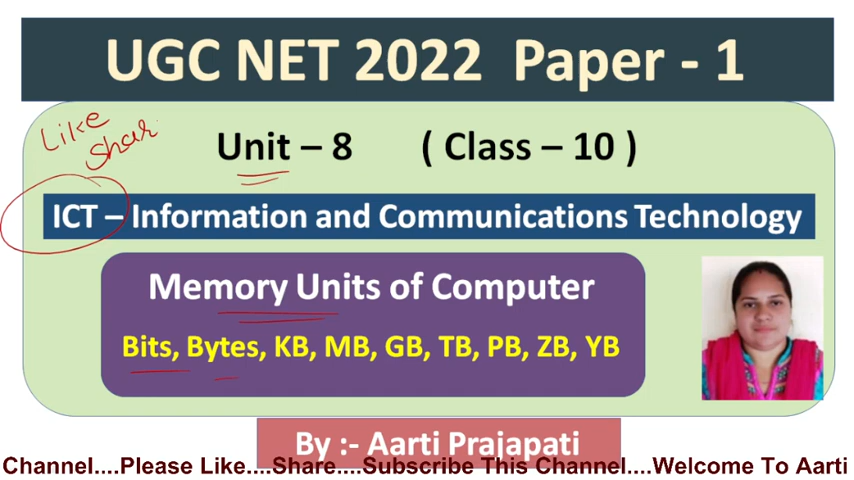 UGC NET 2022 Paper - 1
Like
Shar
Unit – 8 ( Class – 10 )
ICT – Information and Communications Technology
Memory Units of Computer
Bits, Bytes, KB, MB, GB, TB, PB, ZB, YB
By :- Aarti Prajapati
Channel....Please Like....Share....Subscribe This Channel....Welcome To Aarti